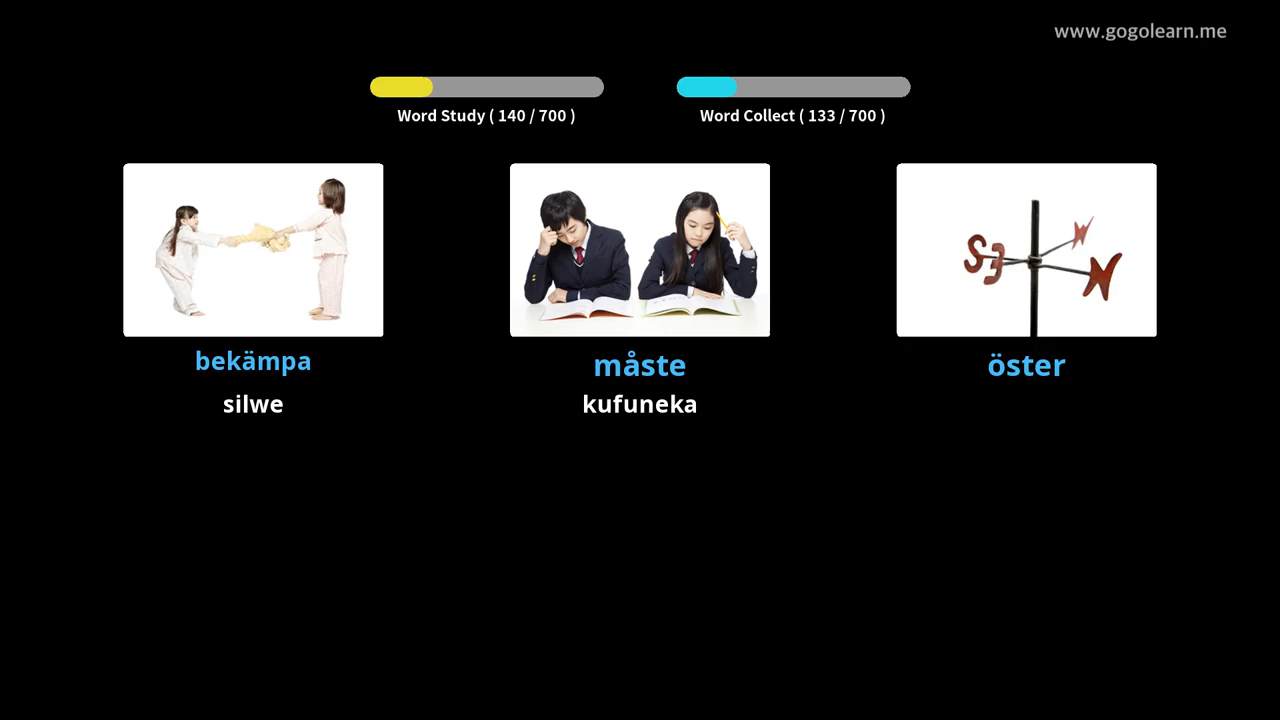 www.gogolearn.me
Word Study ( 140 / 700 )
Word Collect ( 133 / 700 )
bekämpa
måste
öster
silwe
kufuneka